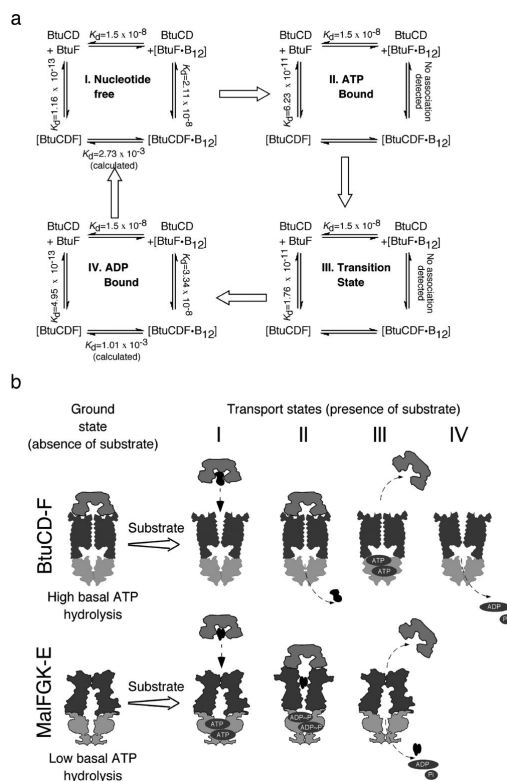 a
BtuCD Kd=1.5 x 10-8 BtuCD
+ BtuF +[BtuF•B12]
I. Nucleotide
free
Kd=1.16 x 10-13
Kd=2.11 x 10-8
[BtuCDF] [BtuCDF•B12]
Kd=2.73 x 10-3
(calculated)
BtuCD Kd=1.5 x 10-8 BtuCD
+ BtuF +[BtuF•B12]
II. ATP
Bound
Kd=6.23 x 10-11
No association
detected
[BtuCDF] [BtuCDF•B12]
BtuCD Kd=1.5 x 10-8 BtuCD
+ BtuF +[BtuF•B12]
IV. ADP
Bound
Kd=4.95 x 10-13
Kd=3.34 x 10-8
[BtuCDF] [BtuCDF•B12]
Kd=1.01 x 10-3
(calculated)
BtuCD Kd=1.5 x 10-8 BtuCD
+ BtuF +[BtuF•B12]
III. Transition
State
Kd=1.76 x 10-11
No association
detected
[BtuCDF] [BtuCDF•B12]
b
Ground
state
(absence of substrate)
Transport states (presence of substrate)
I II III IV
BtuCD-F
Substrate
ATP
ATP
ADP
Pi
High basal ATP
hydrolysis
MalFGK-E
Substrate
ATP
ATP
ADP~P
ADP~P
ADP
Pi
Low basal ATP
hydrolysis